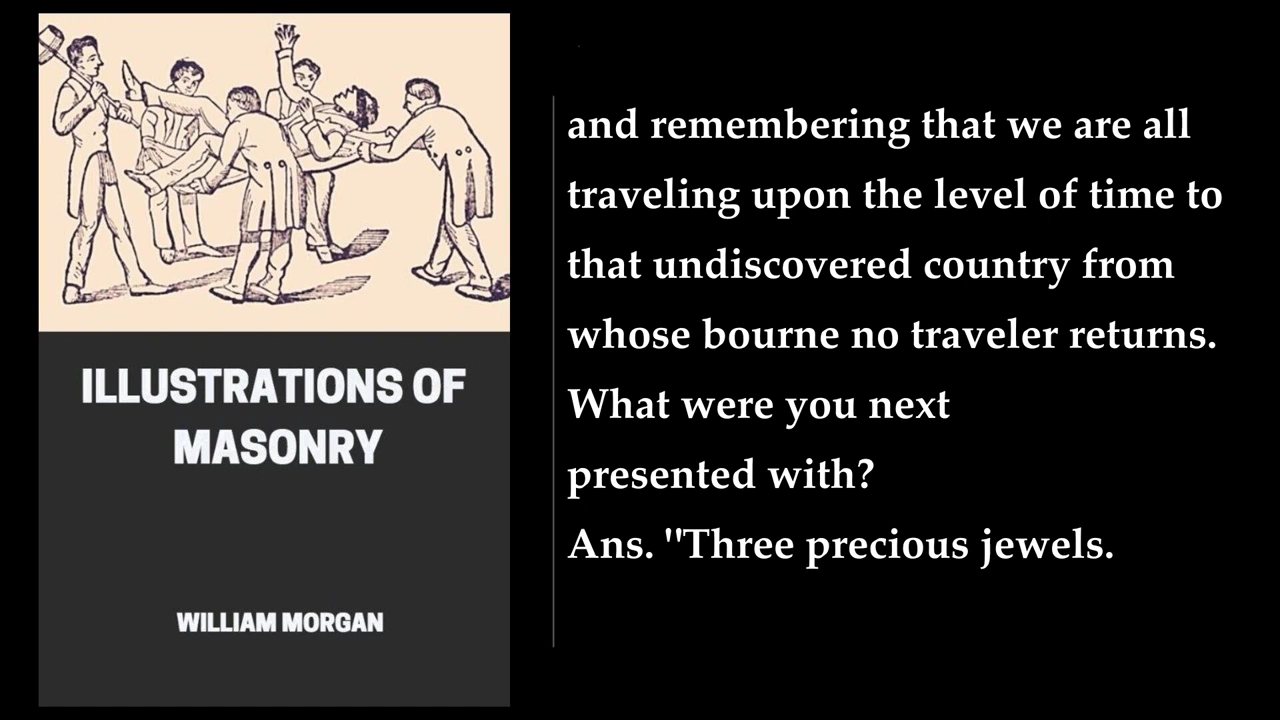 ILLUSTRATIONS OF
MASONRY
WILLIAM MORGAN
and remembering that we are all
traveling upon the level of time to
that undiscovered country from
whose bourne no traveler returns.
What were you next
presented with?
Ans. "Three precious jewels.